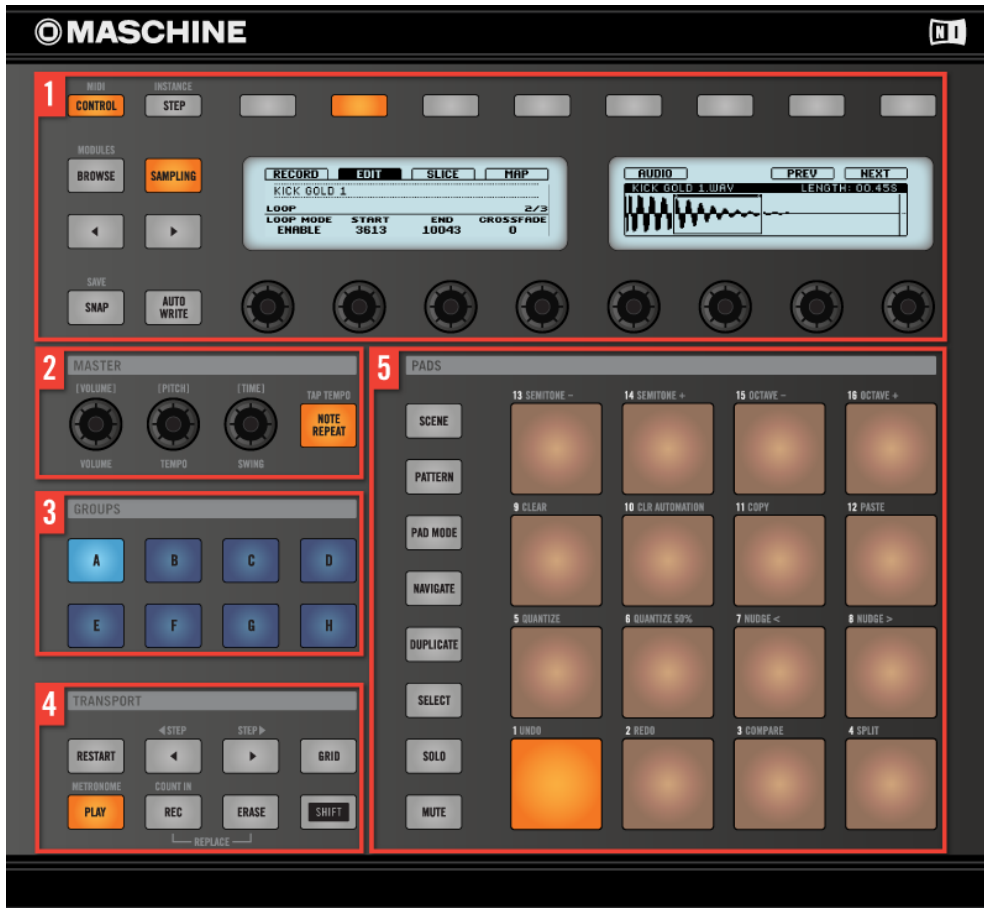 MASCHINE
NI
1
MIDI INSTANCE
CONTROL STEP
MODULES
BROWSE SAMPLING
SAVE
SNAP AUTO WRITE
RECORD EDIT SLICE MAP
KICK GOLD 1
LOOP 2/3
LOOP MODE START END CROSSFADE
ENABLE 3613 10043 0
AUDIO PREV NEXT
KICK GOLD 1.WAV LENGTH: 00.45S
2 MASTER
[VOLUME] [PITCH] [TIME] TAP TEMPO
NOTE REPEAT
VOLUME TEMPO SWING
3 GROUPS
A B C D
E F G H
4 TRANSPORT
STEP STEP
RESTART GRID
METRONOME COUNT IN
PLAY REC ERASE SHIFT
REPLACE
5 PADS
SCENE
PATTERN
PAD MODE
NAVIGATE
DUPLICATE
SELECT
SOLO
MUTE
13 SEMITONE - 14 SEMITONE + 15 OCTAVE - 16 OCTAVE +
9 CLEAR 10 CLR AUTOMATION 11 COPY 12 PASTE
5 QUANTIZE 6 QUANTIZE 50% 7 NUDGE < 8 NUDGE >
1 UNDO 2 REDO 3 COMPARE 4 SPLIT